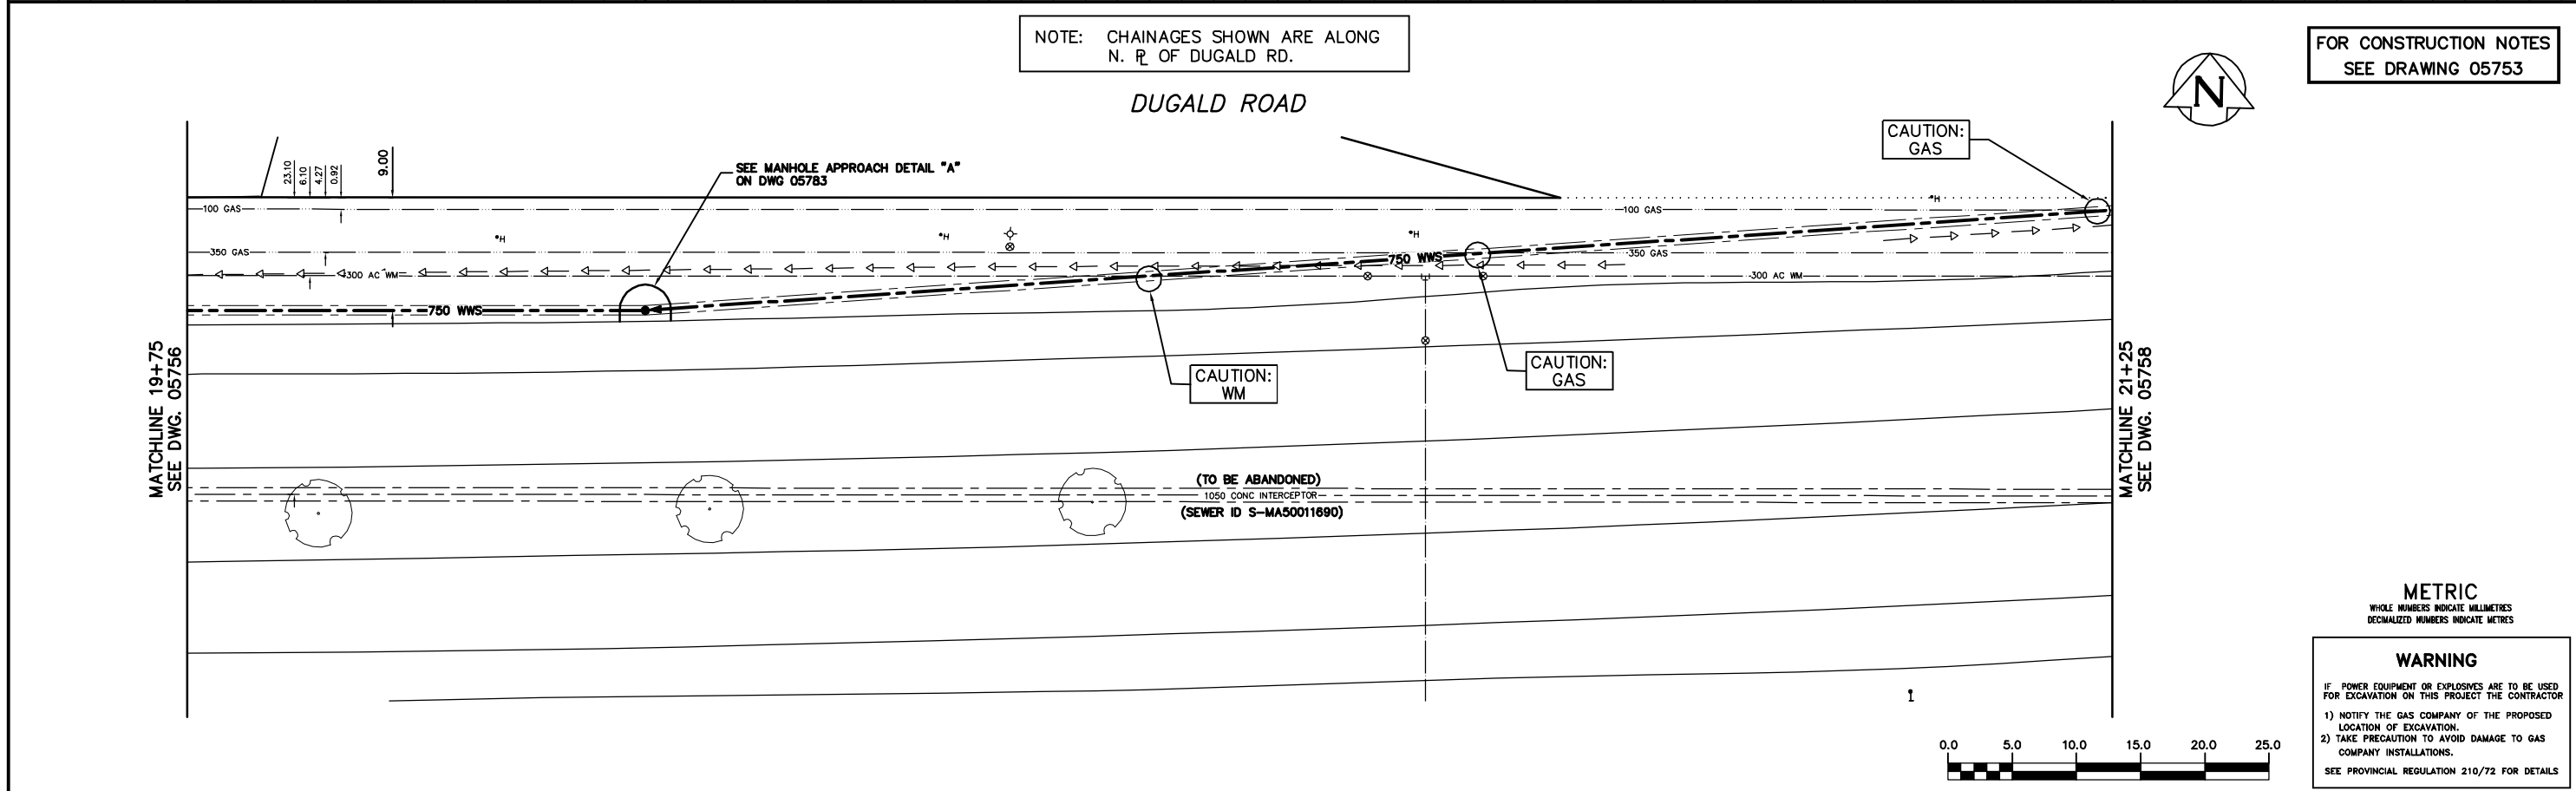 NOTE: CHAINAGES SHOWN ARE ALONG
N. ℄ OF DUGALD RD.
DUGALD ROAD
N
FOR CONSTRUCTION NOTES
SEE DRAWING 05753
CAUTION:
GAS
23.10
6.10
4.27
0.92
9.00
SEE MANHOLE APPROACH DETAIL "A"
ON DWG 05783
100 GAS
100 GAS
H
H
H
H
350 GAS
350 GAS
300 AC WM
300 AC WM
750 WWS
750 WWS
CAUTION:
WM
CAUTION:
GAS
MATCHLINE 19+75
SEE DWG. 05756
MATCHLINE 21+25
SEE DWG. 05758
(TO BE ABANDONED)
1050 CONC INTERCEPTOR
(SEWER ID S-MA50011690)
METRIC
WHOLE NUMBERS INDICATE MILLIMETRES
DECIMALIZED NUMBERS INDICATE METRES
WARNING
IF POWER EQUIPMENT OR EXPLOSIVES ARE TO BE USED
FOR EXCAVATION ON THIS PROJECT THE CONTRACTOR
1) NOTIFY THE GAS COMPANY OF THE PROPOSED
LOCATION OF EXCAVATION.
2) TAKE PRECAUTION TO AVOID DAMAGE TO GAS
COMPANY INSTALLATIONS.
SEE PROVINCIAL REGULATION 210/72 FOR DETAILS
0.0 5.0 10.0 15.0 20.0 25.0